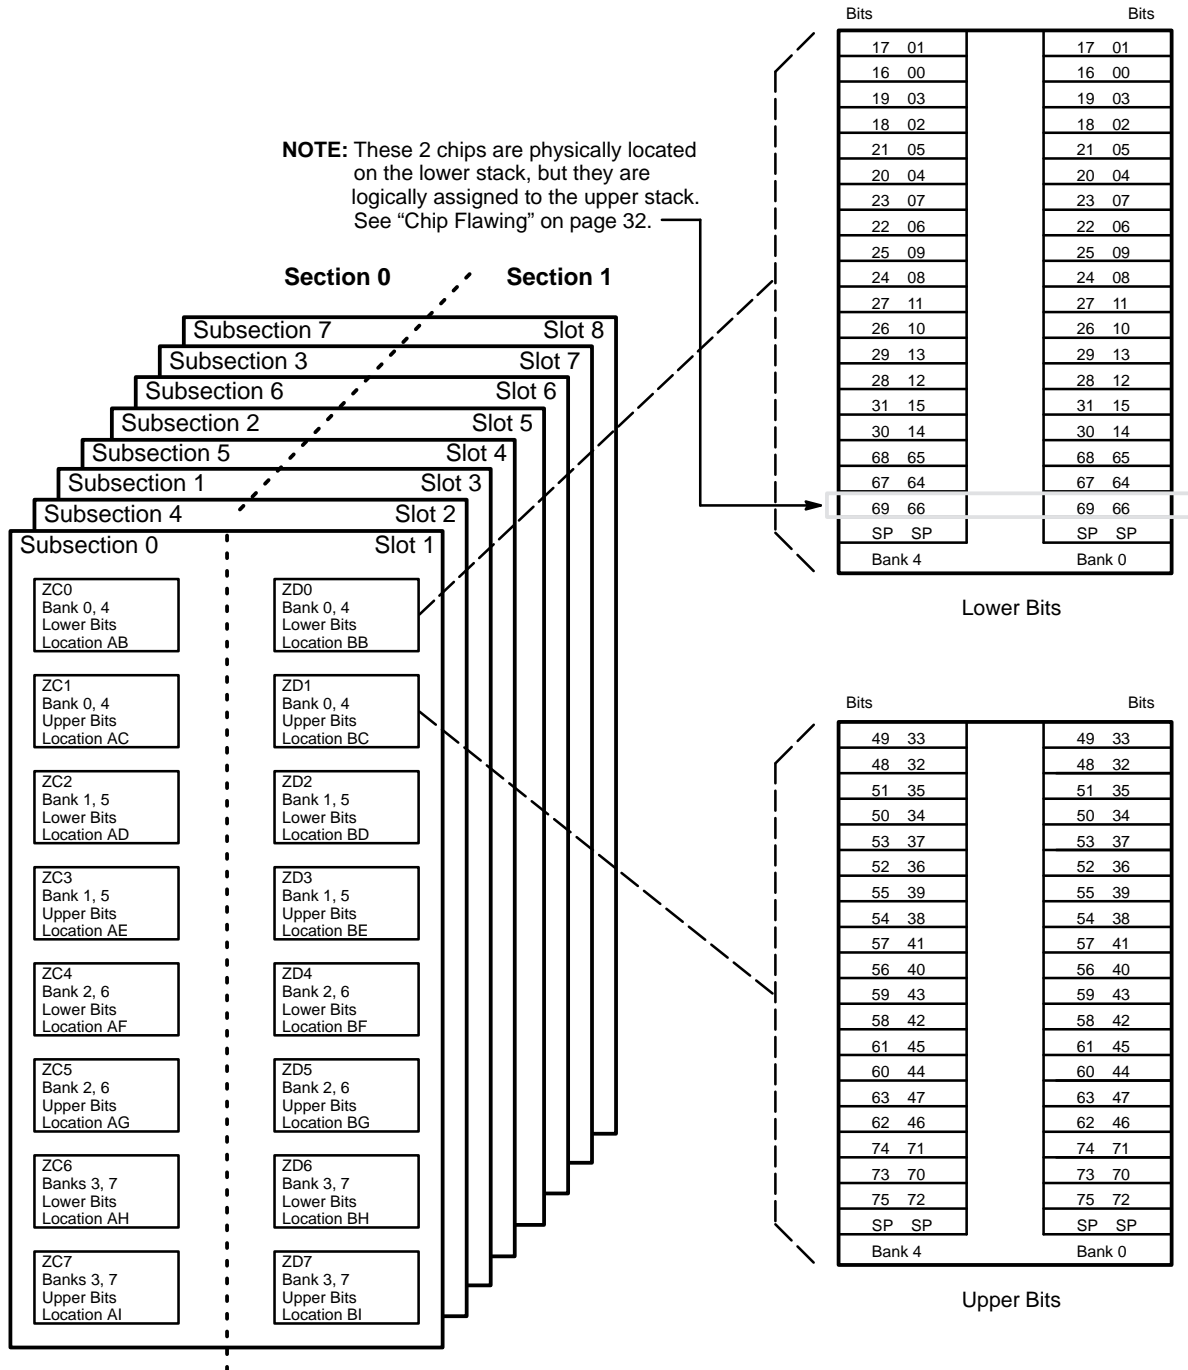 NOTE: These 2 chips are physically located
on the lower stack, but they are
logically assigned to the upper stack.
See “Chip Flawing” on page 32.
Section 0 Section 1
Subsection 7 Slot 8
Subsection 3 Slot 7
Subsection 6 Slot 6
Subsection 2 Slot 5
Subsection 5 Slot 4
Subsection 1 Slot 3
Subsection 4 Slot 2
Subsection 0 Slot 1
ZC0
Bank 0, 4
Lower Bits
Location AB
ZD0
Bank 0, 4
Lower Bits
Location BB
ZC1
Bank 0, 4
Upper Bits
Location AC
ZD1
Bank 0, 4
Upper Bits
Location BC
ZC2
Bank 1, 5
Lower Bits
Location AD
ZD2
Bank 1, 5
Lower Bits
Location BD
ZC3
Bank 1, 5
Upper Bits
Location AE
ZD3
Bank 1, 5
Upper Bits
Location BE
ZC4
Bank 2, 6
Lower Bits
Location AF
ZD4
Bank 2, 6
Lower Bits
Location BF
ZC5
Bank 2, 6
Upper Bits
Location AG
ZD5
Bank 2, 6
Upper Bits
Location BG
ZC6
Banks 3, 7
Lower Bits
Location AH
ZD6
Bank 3, 7
Lower Bits
Location BH
ZC7
Banks 3, 7
Upper Bits
Location AI
ZD7
Bank 3, 7
Upper Bits
Location BI
Bits Bits
17 01 17 01
16 00 16 00
19 03 19 03
18 02 18 02
21 05 21 05
20 04 20 04
23 07 23 07
22 06 22 06
25 09 25 09
24 08 24 08
27 11 27 11
26 10 26 10
29 13 29 13
28 12 28 12
31 15 31 15
30 14 30 14
68 65 68 65
67 64 67 64
69 66 69 66
SP SP SP SP
Bank 4 Bank 0
Lower Bits
Bits Bits
49 33 49 33
48 32 48 32
51 35 51 35
50 34 50 34
53 37 53 37
52 36 52 36
55 39 55 39
54 38 54 38
57 41 57 41
56 40 56 40
59 43 59 43
58 42 58 42
61 45 61 45
60 44 60 44
63 47 63 47
62 46 62 46
74 71 74 71
73 70 73 70
75 72 75 72
SP SP SP SP
Bank 4 Bank 0
Upper Bits